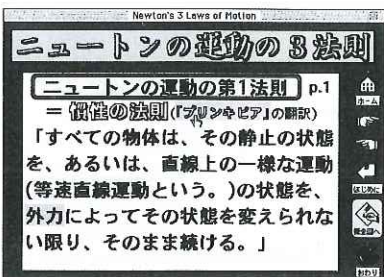 Newton's 3 Laws of Motion
ニュートンの運動の3法則
ニュートンの運動の第1法則 p.1
= 慣性の法則(『プリンキピア』の翻訳)
「すべての物体は、その静止の状態
を、あるいは、直線上の一様な運動
(等速直線運動という。)の状態を、
外力によってその状態を変えられな
い限り、そのまま続ける。」
ホーム
はじめに
おわり